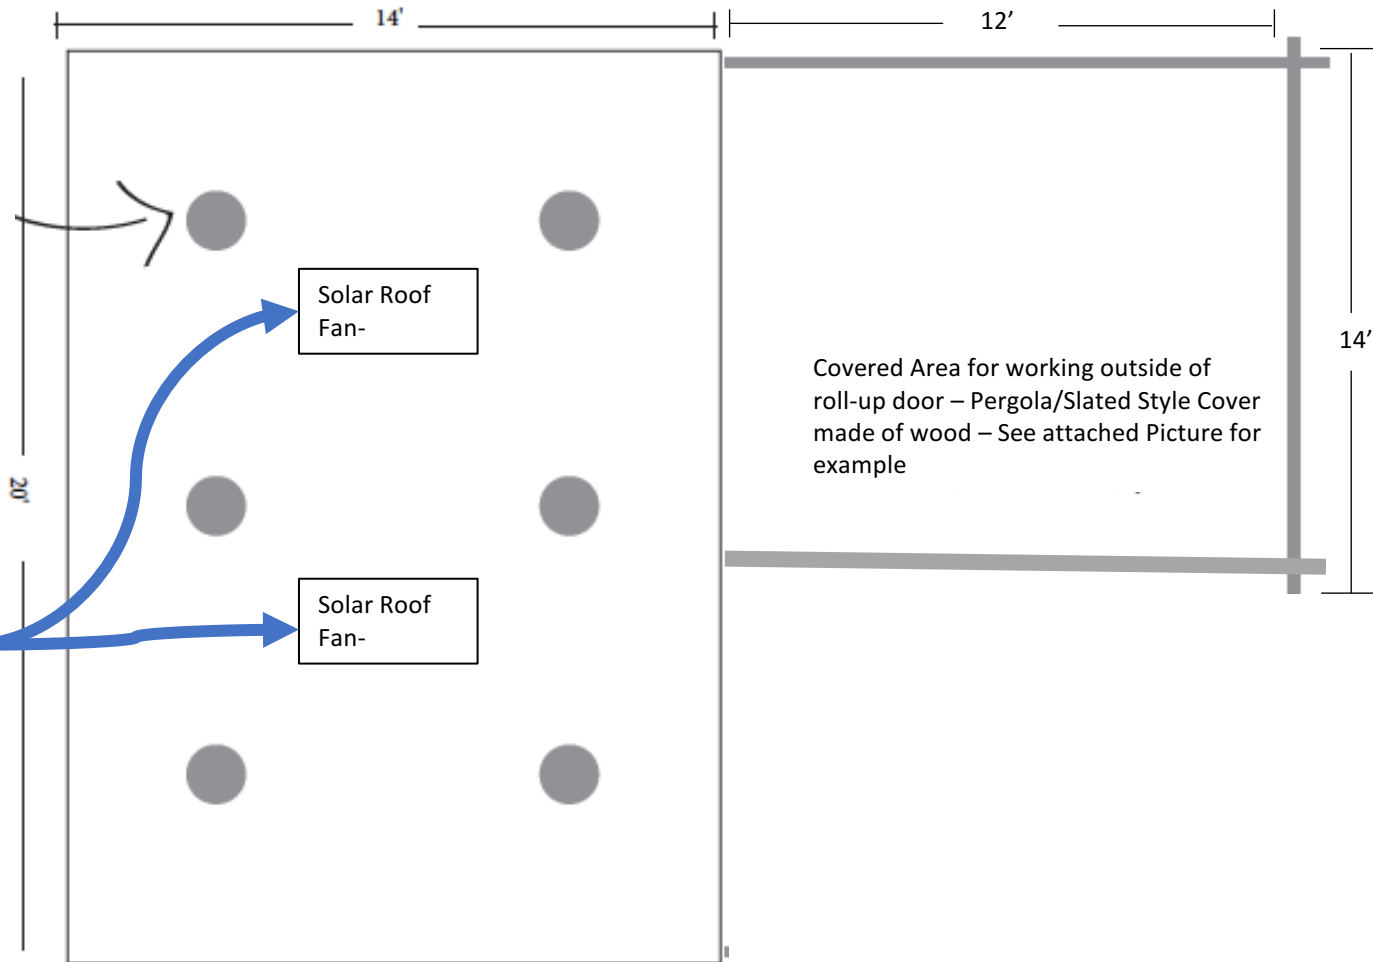 14'
12’
Solar Roof
Fan-
14’
Covered Area for working outside of
roll-up door – Pergola/Slated Style Cover
made of wood – See attached Picture for
example
20'
Solar Roof
Fan-